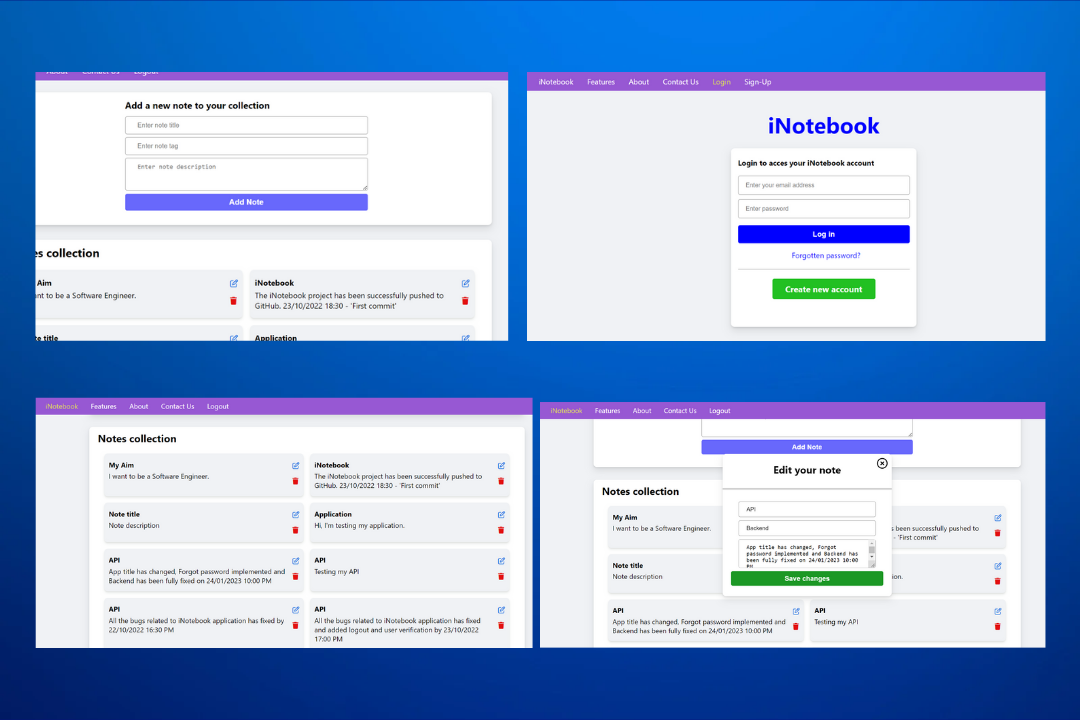 About Contact Us Logout
Add a new note to your collection
Enter note title
Enter note tag
Enter note description
Add Note
es collection
Aim
nt to be a Software Engineer.
iNotebook
The iNotebook project has been successfully pushed to
GitHub. 23/10/2022 18:30 - 'First commit'
te title
Application
iNotebook Features About Contact Us Login Sign-Up
iNotebook
Login to acces your iNotebook account
Enter your email address
Enter password
Log in
Forgotten password?
Create new account
iNotebook Features About Contact Us Logout
Notes collection
My Aim
I want to be a Software Engineer.
iNotebook
The iNotebook project has been successfully pushed to
GitHub. 23/10/2022 18:30 - 'First commit'
Note title
Note description
Application
Hi, I'm testing my application.
API
App title has changed, Forgot password implemented and
Backend has been fully fixed on 24/01/2023 10:00 PM
API
Testing my API
API
All the bugs related to iNotebook application has fixed by
22/10/2022 16:30 PM
API
All the bugs related to iNotebook application has fixed
and added logout and user verification by 23/10/2022
17:00 PM
iNotebook Features About Contact Us Logout
Add Note
Edit your note
API
Backend
App title has changed, Forgot
password implemented and Backend has
been fully fixed on 24/01/2023 10:00
PM
Save changes
Notes collection
My Aim
I want to be a Software Engineer.
s been successfully pushed to
- 'First commit'
Note title
Note description
ion.
API
App title has changed, Forgot password implemented and
Backend has been fully fixed on 24/01/2023 10:00 PM
API
Testing my API